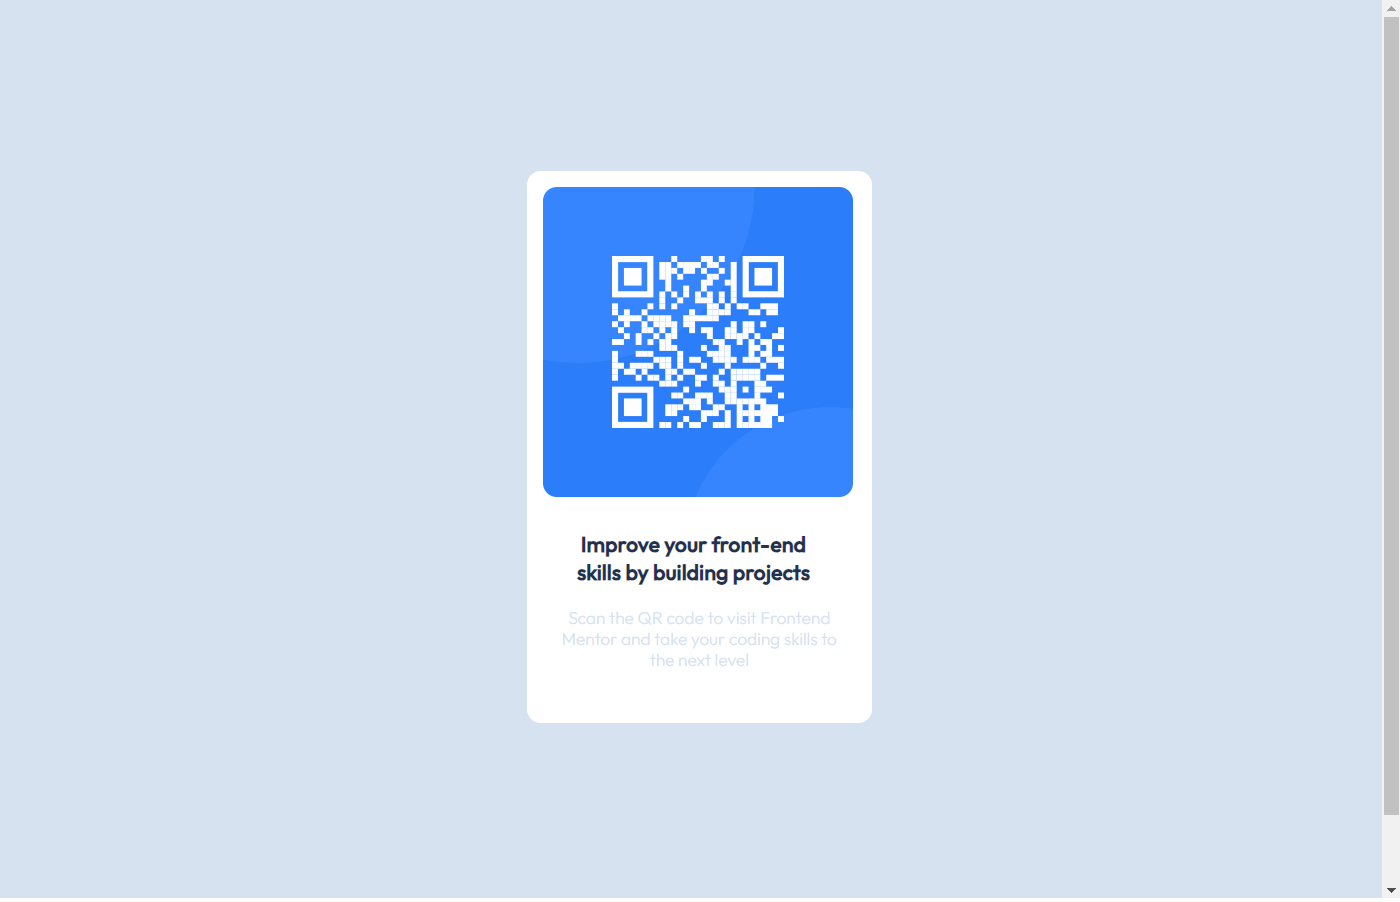 Improve your front-end
skills by building projects
Scan the QR code to visit Frontend
Mentor and take your coding skills to
the next level